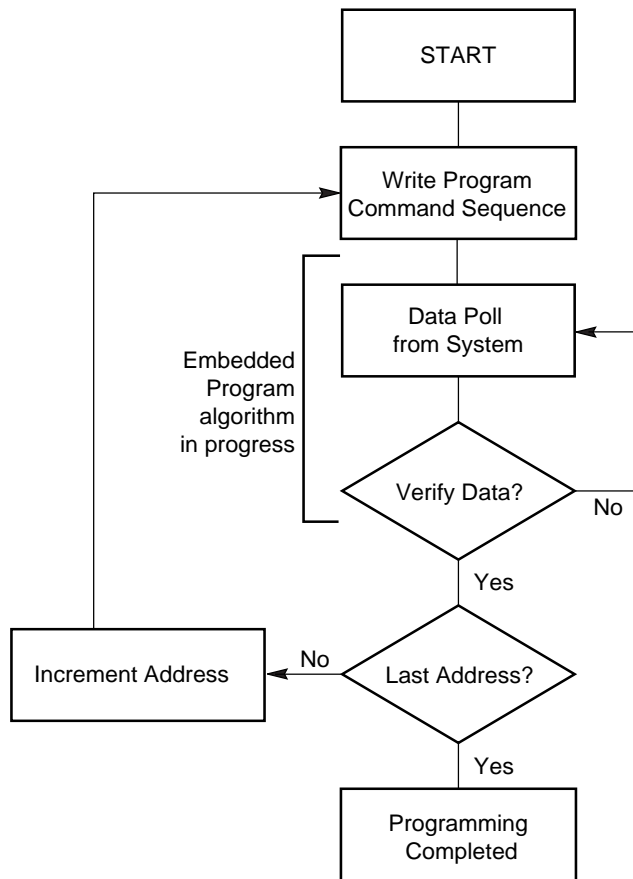 START
Write Program
Command Sequence
Data Poll
from System
Embedded
Program
algorithm
in progress
Verify Data?
No
Yes
No
Increment Address
Last Address?
Yes
Programming
Completed